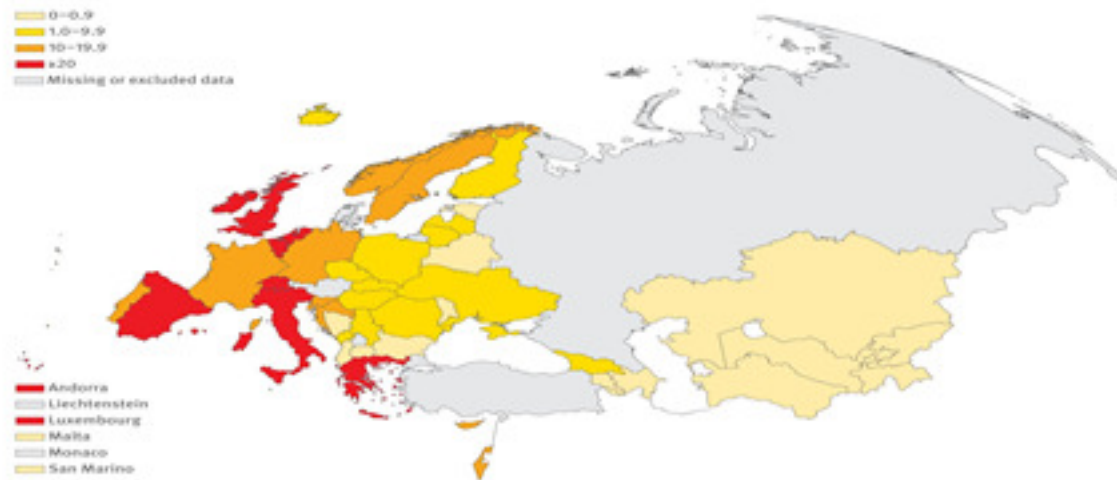 0–0.9
1.0–9.9
10–19.9
≥20
Missing or excluded data
Andorra
Liechtenstein
Luxembourg
Malta
Monaco
San Marino